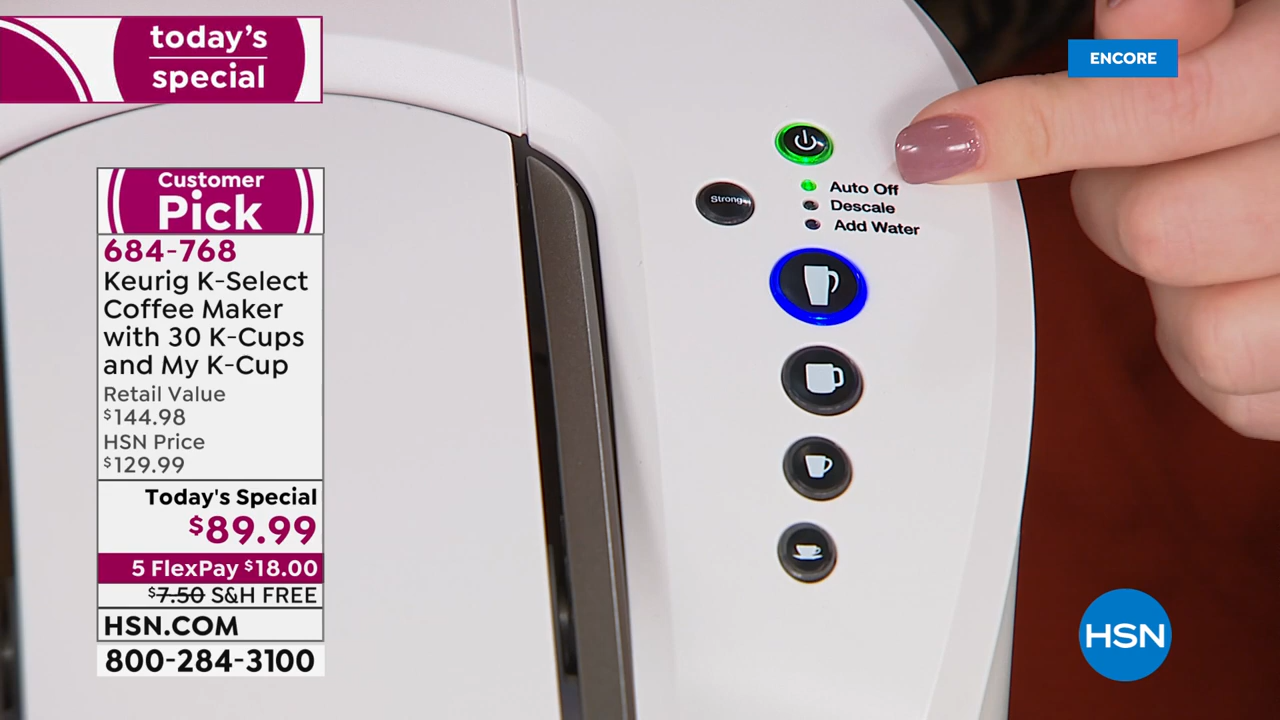 today's
special
ENCORE
Customer
Pick
684-768
Keurig K-Select
Coffee Maker
with 30 K-Cups
and My K-Cup
Retail Value
$144.98
HSN Price
$129.99
Today's Special
$89.99
5 FlexPay $18.00
$7.50 S&H FREE
HSN.COM
800-284-3100
Strong
Auto Off
Descale
Add Water
HSN